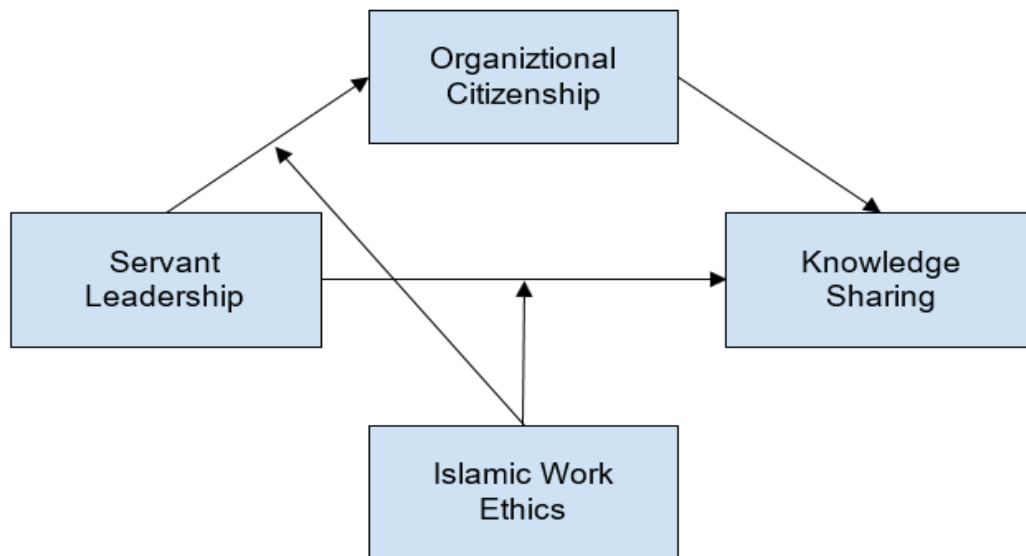 Organiztional
Citizenship
Servant
Leadership
Knowledge
Sharing
Islamic Work
Ethics